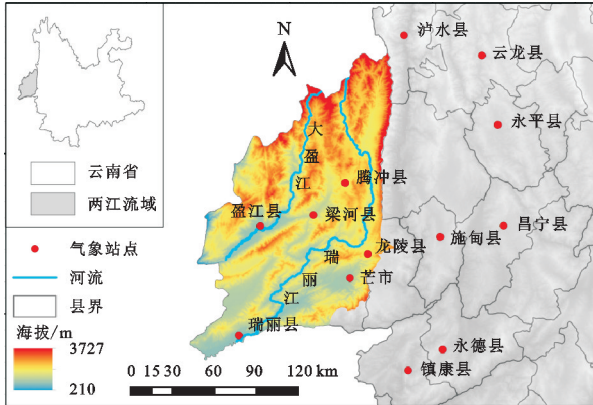 N
泸水县
云龙县
永平县
大
盈
江
腾冲县
盈江县
梁河县
昌宁县
施甸县
龙陵县
瑞
丽
江
芒市
瑞丽县
永德县
镇康县
云南省
两江流域
气象站点
河流
县界
海拔/m
3727
210
0 15 30 60 90 120 km